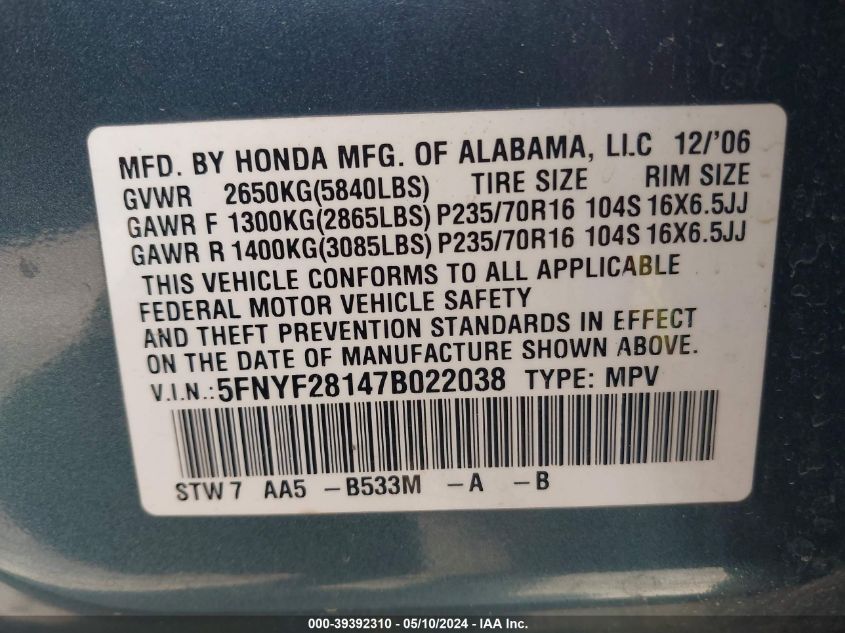 MFD. BY HONDA MFG. OF ALABAMA, LLC 12/'06
GVWR 2650KG(5840LBS) TIRE SIZE RIM SIZE
GAWR F 1300KG(2865LBS) P235/70R16 104S 16X6.5JJ
GAWR R 1400KG(3085LBS) P235/70R16 104S 16X6.5JJ
THIS VEHICLE CONFORMS TO ALL APPLICABLE
FEDERAL MOTOR VEHICLE SAFETY
AND THEFT PREVENTION STANDARDS IN EFFECT
ON THE DATE OF MANUFACTURE SHOWN ABOVE.
V.I.N.:5FNYF28147B022038 TYPE: MPV
STW7 AA5 -B533M -A -B
000-39392310 - 05/10/2024 - IAA Inc.